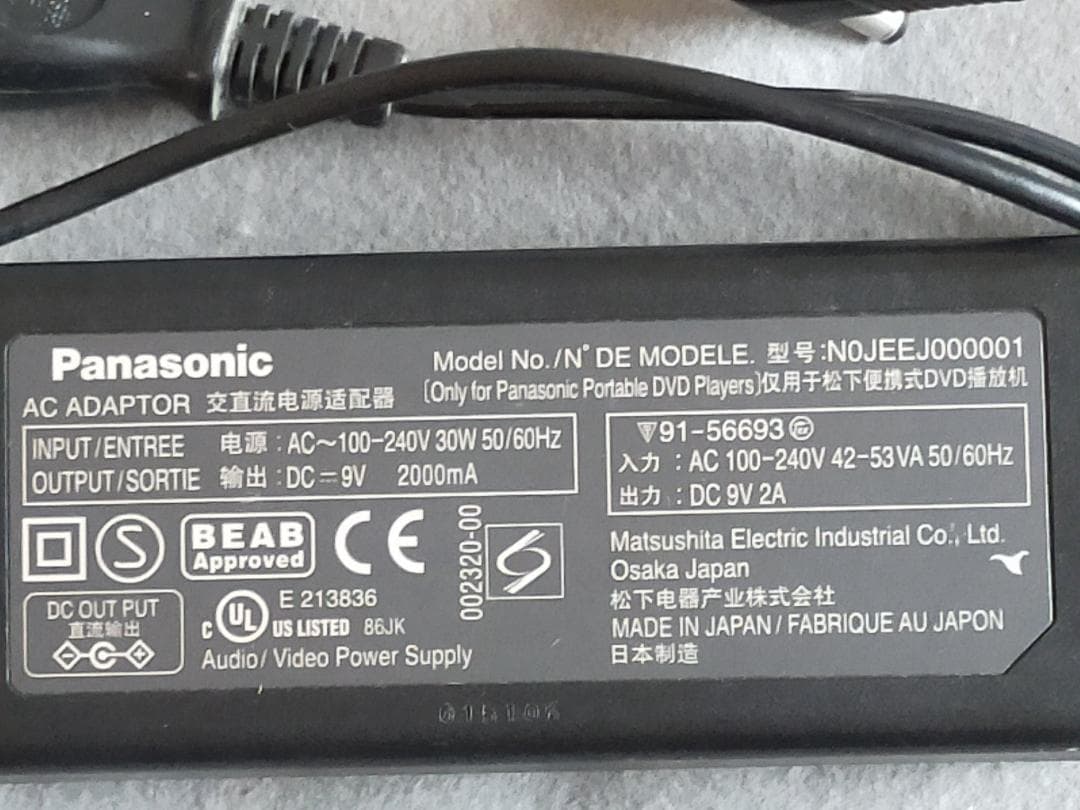 Panasonic
Model No./N° DE MODELE. 型号:N0JEEJ000001
AC ADAPTOR 交直流电源适配器
(Only for Panasonic Portable DVD Players)仅用于松下便携式DVD播放机
INPUT/ENTREE 电源 : AC～100-240V 30W 50/60Hz
OUTPUT/SORTIE 输出 : DC⎓9V 2000mA
91-56693
入力 : AC 100-240V 42-53VA 50/60Hz
出力 : DC 9V 2A
S
BEAB
Approved
CE
002320-00
DC OUT PUT
直流输出
C UL US LISTED 86JK
E 213836
Audio/Video Power Supply
Matsushita Electric Industrial Co., Ltd.
Osaka Japan
松下电器产业株式会社
MADE IN JAPAN / FABRIQUE AU JAPON
日本制造